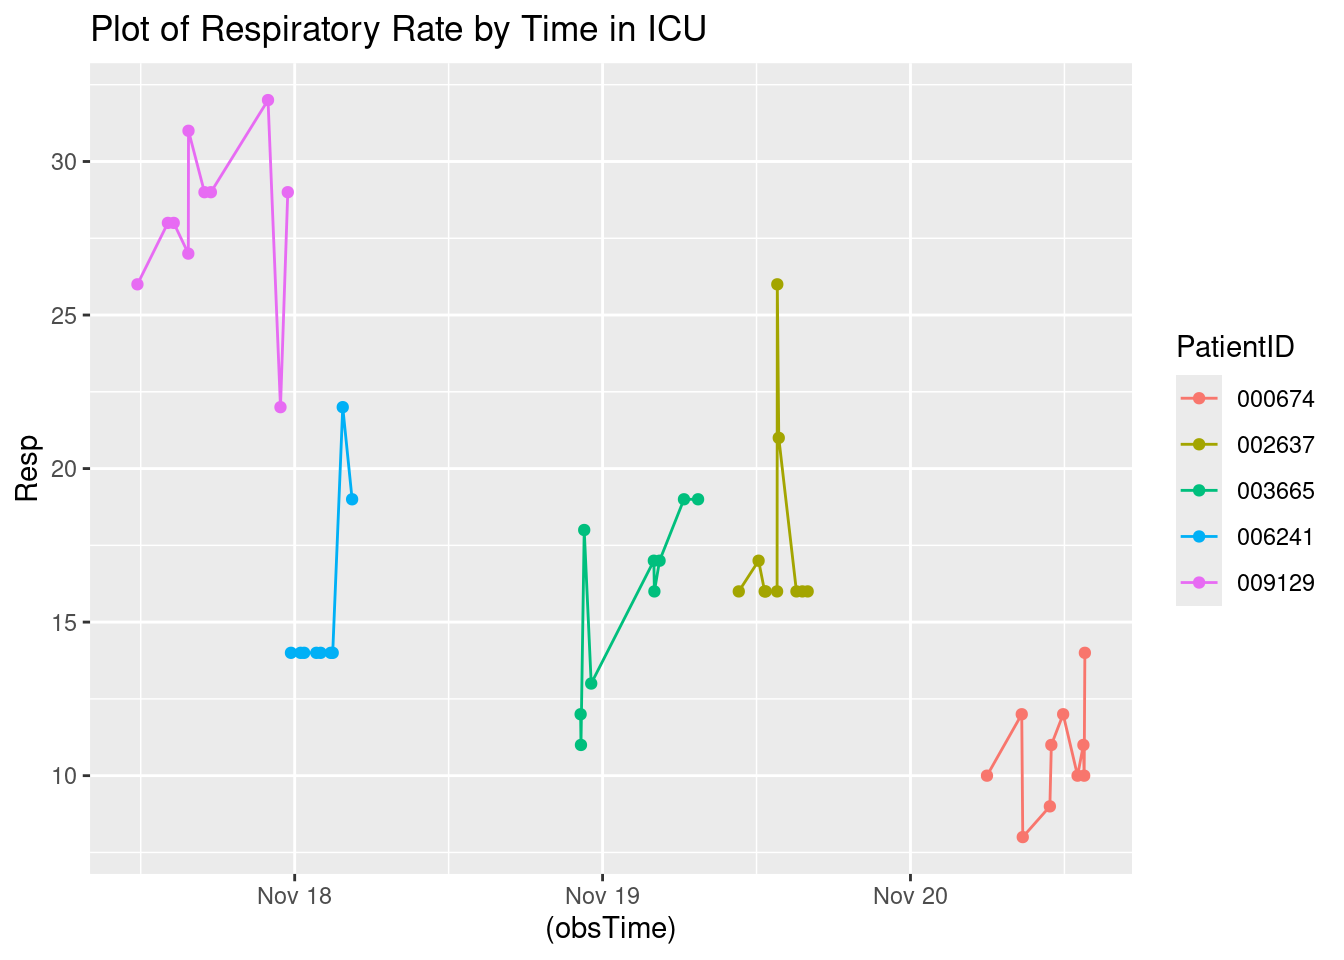 Plot of Respiratory Rate by Time in ICU
30
25
20
15
10
Resp
Nov 18
Nov 19
Nov 20
(obsTime)
PatientID
000674
002637
003665
006241
009129